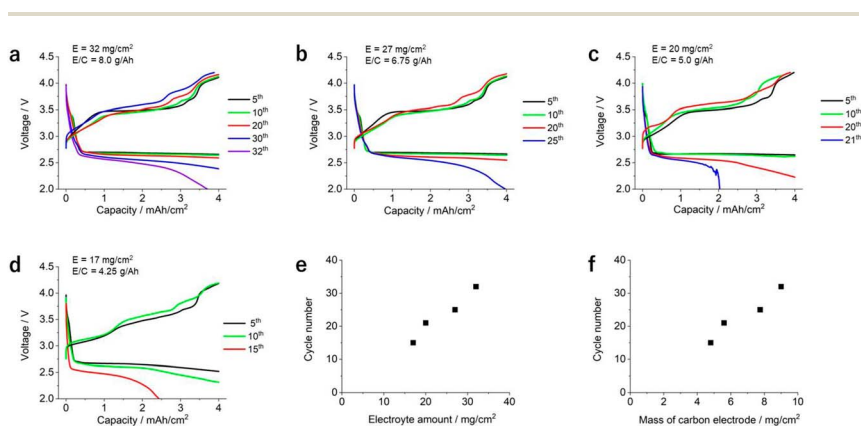 a
E = 32 mg/cm²
E/C = 8.0 g/Ah
Voltage / V
4.5
4.0
3.5
3.0
2.5
2.0
0 1 2 3 4
Capacity / mAh/cm²
5th
10th
20th
30th
32th
b
E = 27 mg/cm²
E/C = 6.75 g/Ah
Voltage / V
4.5
4.0
3.5
3.0
2.5
2.0
0 1 2 3 4
Capacity / mAh/cm²
5th
10th
20th
25th
c
E = 20 mg/cm²
E/C = 5.0 g/Ah
Voltage / V
4.5
4.0
3.5
3.0
2.5
2.0
0 1 2 3 4
Capacity / mAh/cm²
5th
10th
20th
21th
d
E = 17 mg/cm²
E/C = 4.25 g/Ah
Voltage / V
4.5
4.0
3.5
3.0
2.5
2.0
0 1 2 3 4
Capacity / mAh/cm²
5th
10th
15th
e
Cycle number
40
30
20
10
0
0 10 20 30 40
Electroyte amount / mg/cm²
f
Cycle number
40
30
20
10
0
0 2 4 6 8 10
Mass of carbon electrode / mg/cm²